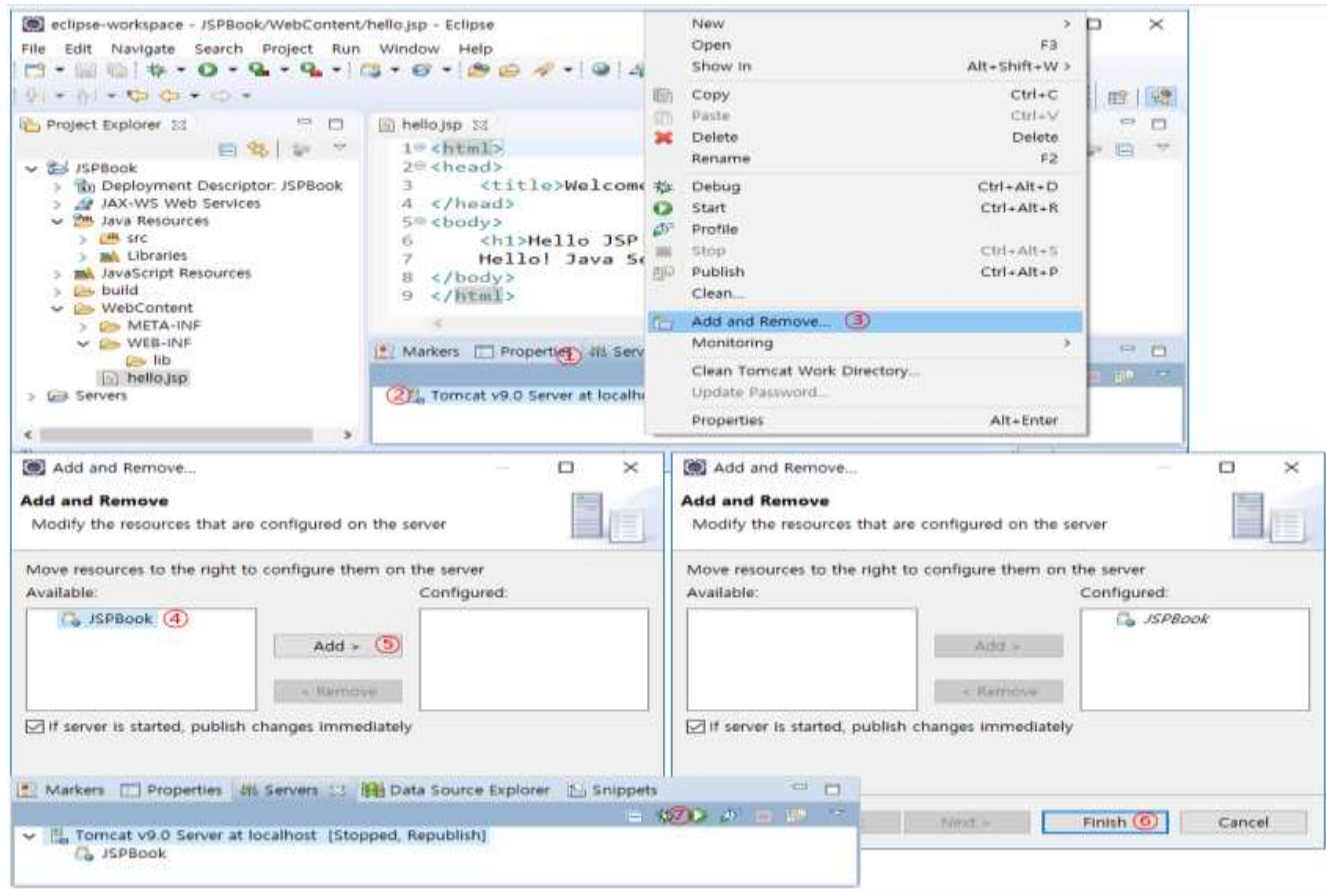 eclipse-workspace - JSPBook/WebContent/hello.jsp - Eclipse
File Edit Navigate Search Project Run Window Help
Project Explorer
JSPBook
Deployment Descriptor: JSPBook
JAX-WS Web Services
Java Resources
src
Libraries
JavaScript Resources
build
WebContent
META-INF
WEB-INF
lib
hello.jsp
Servers
hello.jsp
1 <html>
2 <head>
3 <title>Welcome
4 </head>
5 <body>
6 <h1>Hello JSP
7 Hello! Java Se
8 </body>
9 </html>
Markers Properties ① Serv
② Tomcat v9.0 Server at localh
New
Open F3
Show In Alt+Shift+W >
Copy Ctrl+C
Paste Ctrl+V
Delete Delete
Rename F2
Debug Ctrl+Alt+D
Start Ctrl+Alt+R
Profile
Stop Ctrl+Alt+S
Publish Ctrl+Alt+P
Clean...
Add and Remove... ③
Monitoring
Clean Tomcat Work Directory...
Update Password...
Properties Alt+Enter
Add and Remove...
Add and Remove
Modify the resources that are configured on the server
Move resources to the right to configure them on the server
Available: Configured:
JSPBook ④
Add > ⑤
< Remove
If server is started, publish changes immediately
Add and Remove...
Add and Remove
Modify the resources that are configured on the server
Move resources to the right to configure them on the server
Available: Configured:
JSPBook
Add >
< Remove
If server is started, publish changes immediately
Next > Finish ⑥ Cancel
Markers Properties Servers Data Source Explorer Snippets
⑦
Tomcat v9.0 Server at localhost [Stopped, Republish]
JSPBook